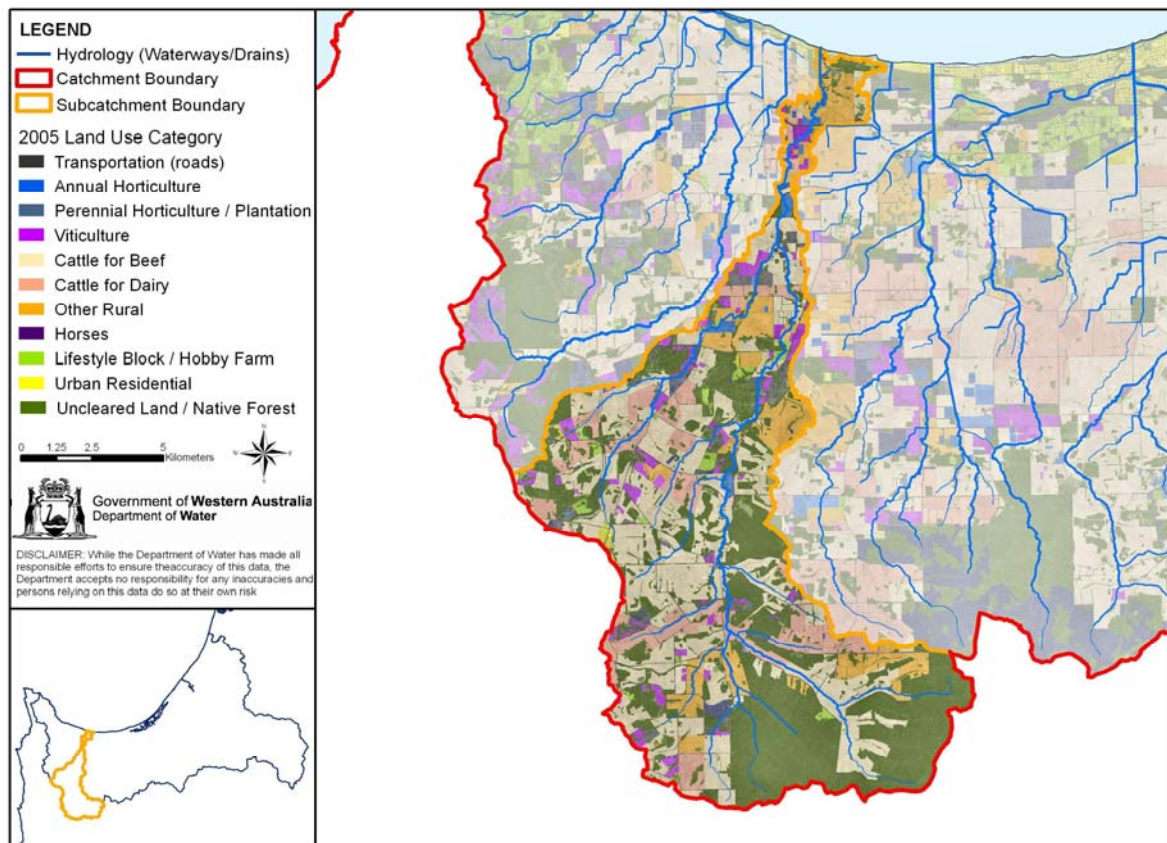 LEGEND
Hydrology (Waterways/Drains)
Catchment Boundary
Subcatchment Boundary
2005 Land Use Category
Transportation (roads)
Annual Horticulture
Perennial Horticulture / Plantation
Viticulture
Cattle for Beef
Cattle for Dairy
Other Rural
Horses
Lifestyle Block / Hobby Farm
Urban Residential
Uncleared Land / Native Forest
0 1.25 2.5 5
Kilometers
N
W E
S
Government of Western Australia
Department of Water
DISCLAIMER: While the Department of Water has made all
responsible efforts to ensure theaccuracy of this data, the
Department accepts no responsibility for any inaccuracies and
persons relying on this data do so at their own risk